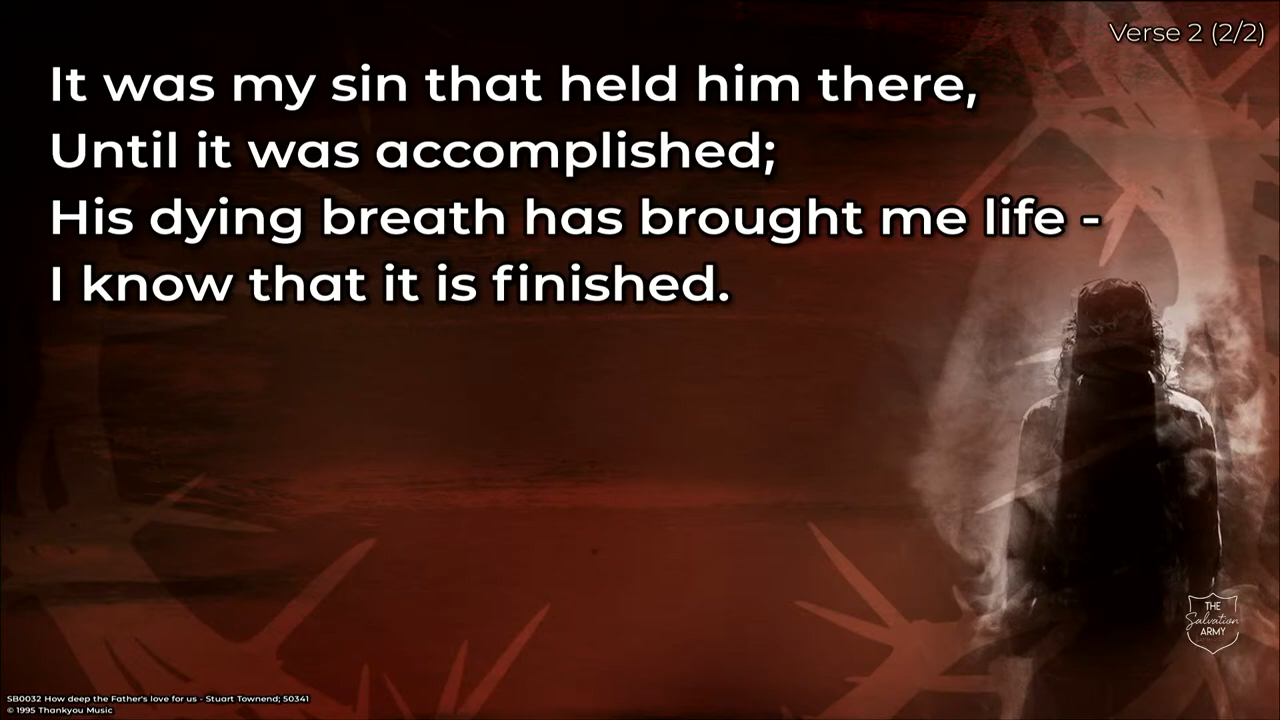 Verse 2 (2/2)
It was my sin that held him there,
Until it was accomplished;
His dying breath has brought me life -
I know that it is finished.
THE
Salvation
ARMY
SB0032 How deep the Father's love for us - Stuart Townend; 50341
© 1995 Thankyou Music